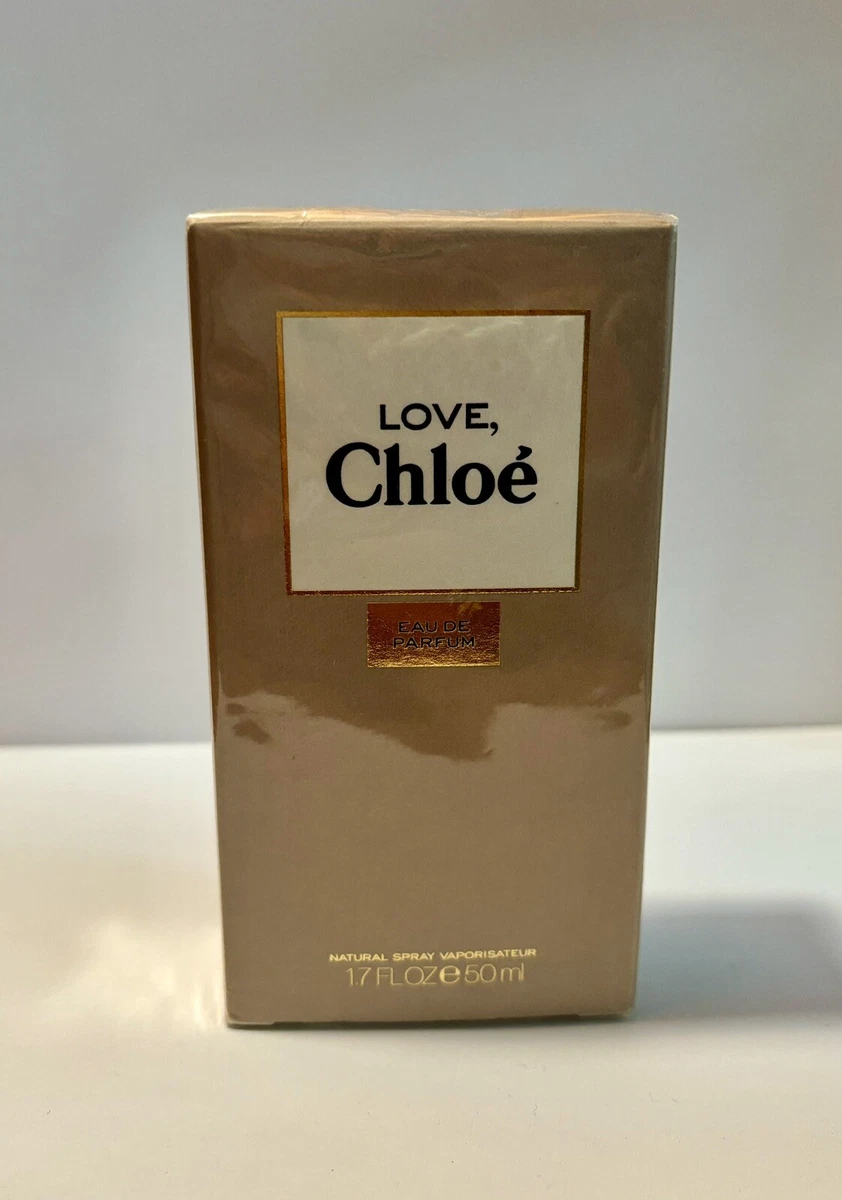 LOVE,
Chloé
EAU DE
PARFUM
NATURAL SPRAY VAPORISATEUR
1.7 FL OZ ℮ 50 ml